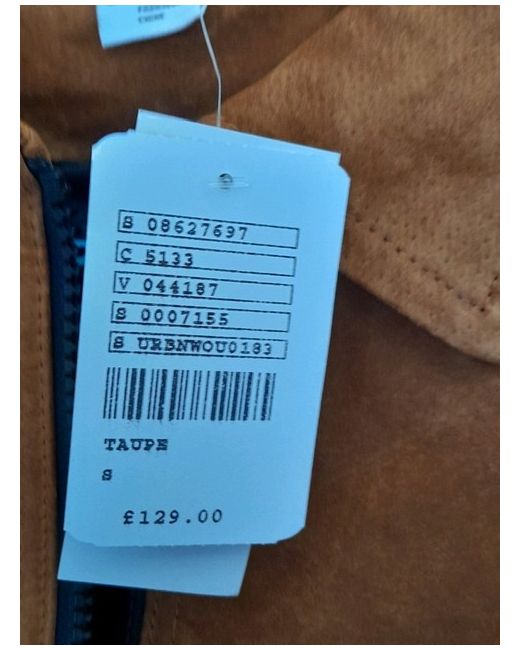 S 08627697
C 5133
V 044187
S 0007155
S URBNWOU0183
TAUPE
S
£129.00